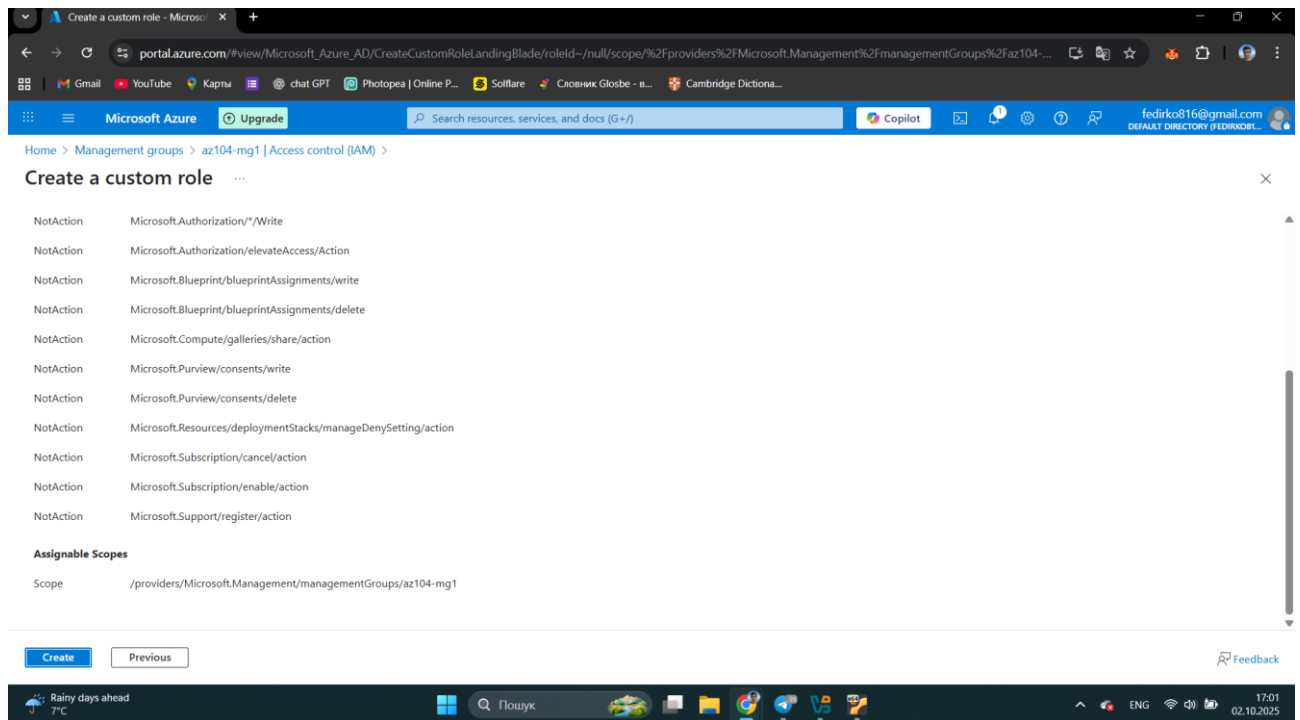 Create a custom role - Microsof
portal.azure.com/#view/Microsoft_Azure_AD/CreateCustomRoleLandingBlade/roleId~/null/scope/%2Fproviders%2FMicrosoft.Management%2FmanagementGroups%2Faz104-...
Gmail YouTube Карты chat GPT Photopea | Online P... Solflare Словник Glosbe - в... Cambridge Dictiona...
Microsoft Azure Upgrade Search resources, services, and docs (G+/) Copilot 1 fedirko816@gmail.com
DEFAULT DIRECTORY (FEDIRKO81...
Home > Management groups > az104-mg1 | Access control (IAM) >
Create a custom role ...
NotAction Microsoft.Authorization/*/Write
NotAction Microsoft.Authorization/elevateAccess/Action
NotAction Microsoft.Blueprint/blueprintAssignments/write
NotAction Microsoft.Blueprint/blueprintAssignments/delete
NotAction Microsoft.Compute/galleries/share/action
NotAction Microsoft.Purview/consents/write
NotAction Microsoft.Purview/consents/delete
NotAction Microsoft.Resources/deploymentStacks/manageDenySetting/action
NotAction Microsoft.Subscription/cancel/action
NotAction Microsoft.Subscription/enable/action
NotAction Microsoft.Support/register/action
Assignable Scopes
Scope /providers/Microsoft.Management/managementGroups/az104-mg1
Create Previous Feedback
Rainy days ahead
7°C
Пошук
ENG
17:01
02.10.2025